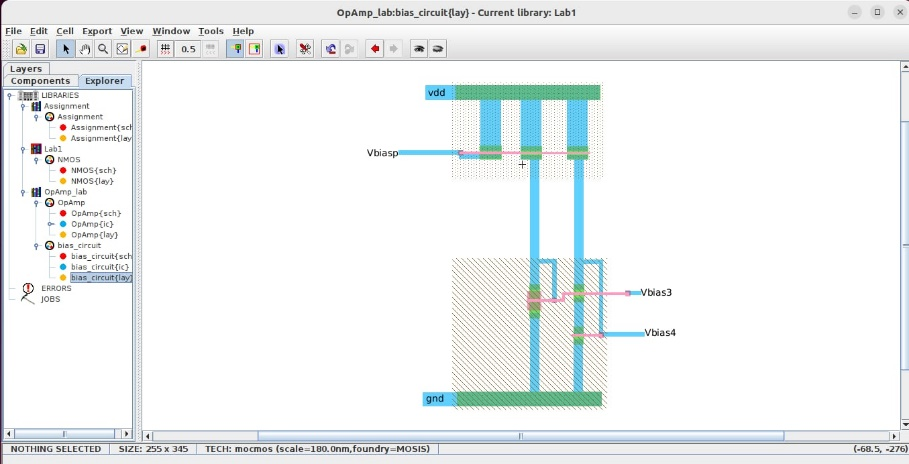 OpAmp_lab:bias_circuit{lay} - Current library: Lab1
File Edit Cell Export View Window Tools Help
0.5
Layers
Components Explorer
LIBRARIES
Assignment
Assignment
Assignment{sch
Assignment{lay
Lab1
NMOS
NMOS{sch}
NMOS{lay}
OpAmp_lab
OpAmp
OpAmp{sch}
OpAmp{ic}
OpAmp{lay}
bias_circuit
bias_circuit{sch
bias_circuit{ic}
bias_circuit{lay}
ERRORS
JOBS
vdd
Vbiasp
Vbias3
Vbias4
gnd
NOTHING SELECTED SIZE: 255 x 345 TECH: mocmos (scale=180.0nm,foundry=MOSIS) (-68.5, -276)